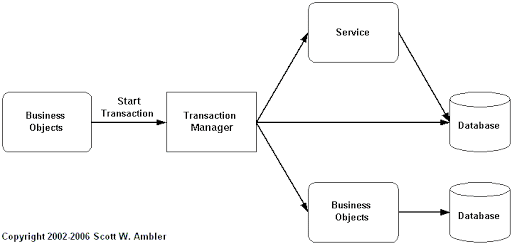 Service
Start
Transaction
Business
Objects
Transaction
Manager
Database
Business
Objects
Database
Copyright 2002-2006 Scott W. Ambler